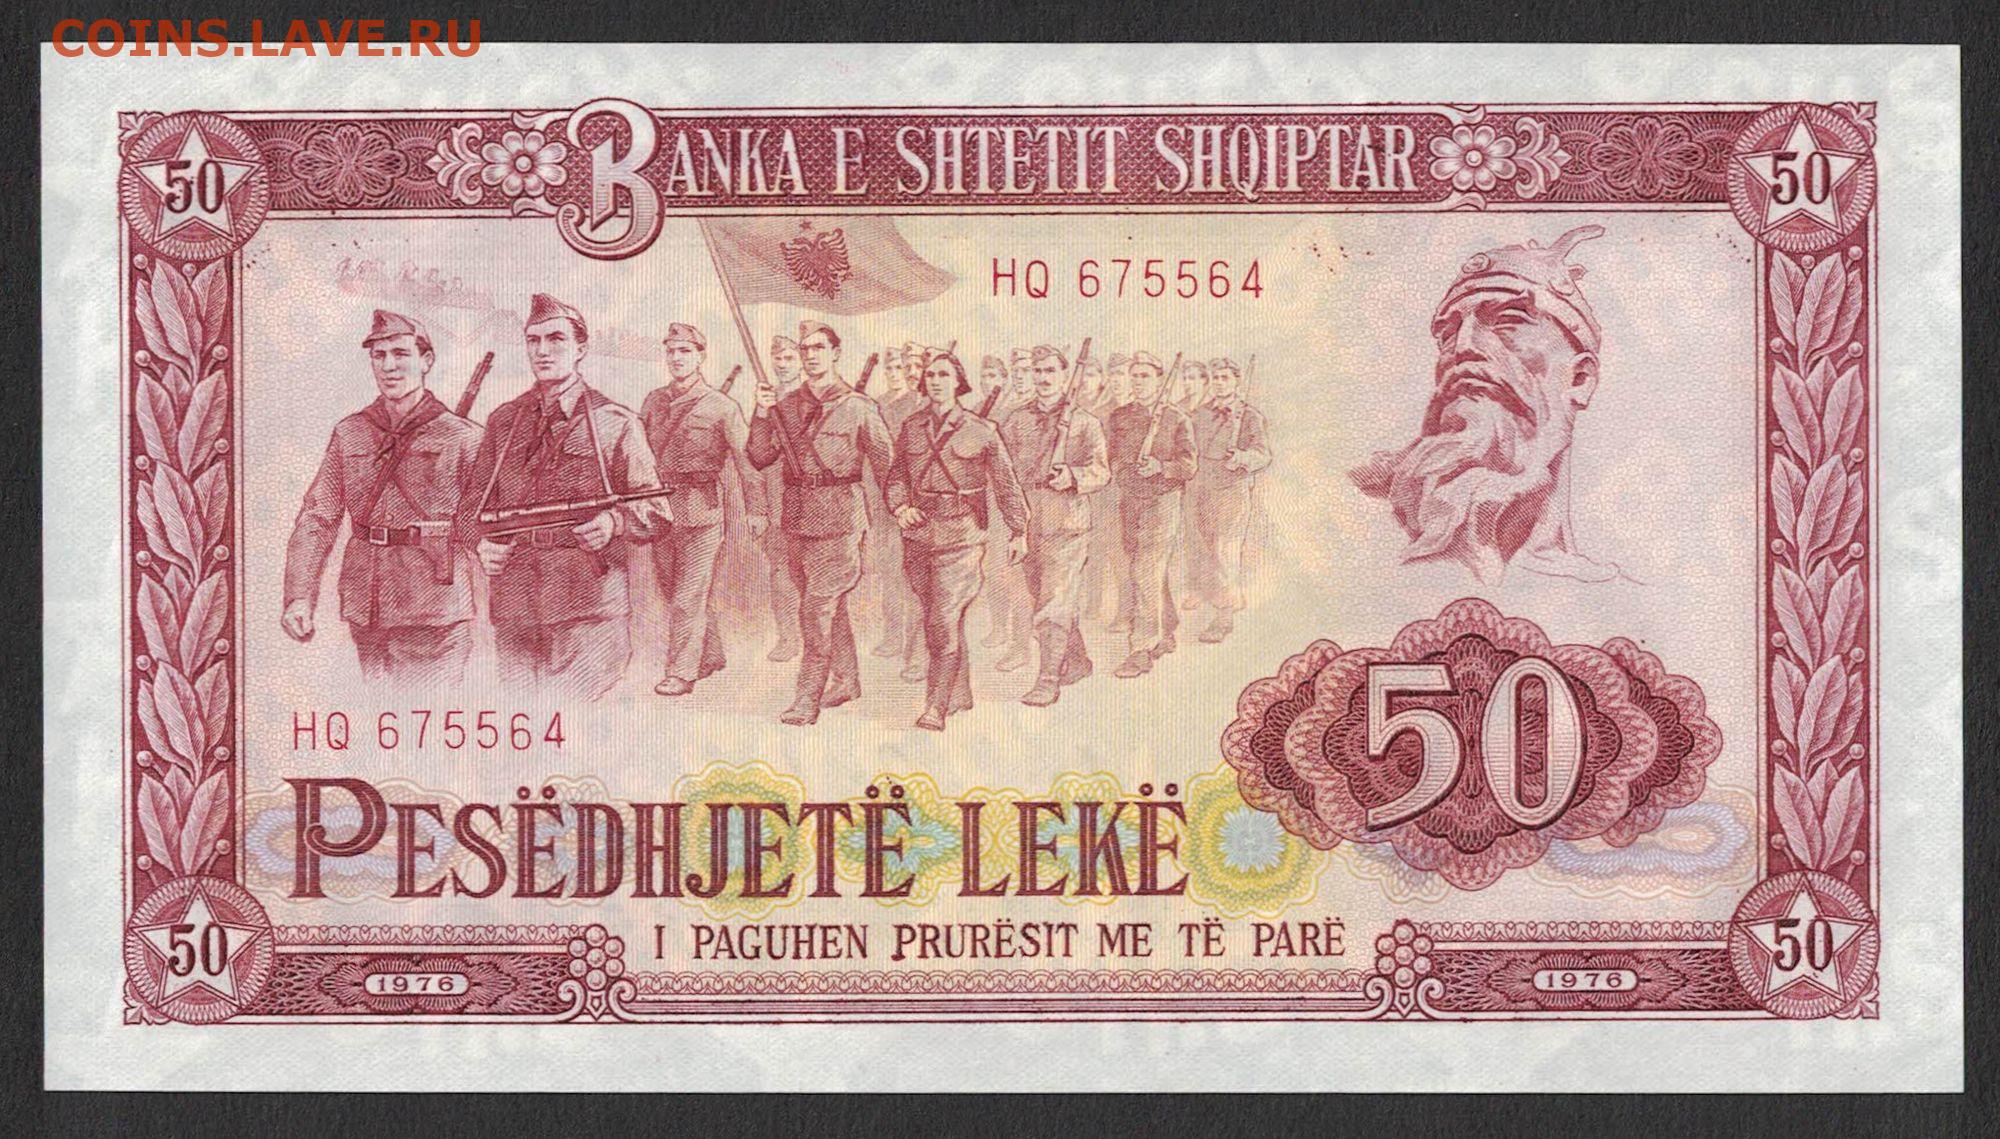 COINS.LAVE.RU
BANKA E SHTETIT SHQIPTAR
50
50
HQ 675564
50
HQ 675564
PESËDHJETË LEKË
I PAGUHEN PRURËSIT ME TË PARË
50
50
1976
1976